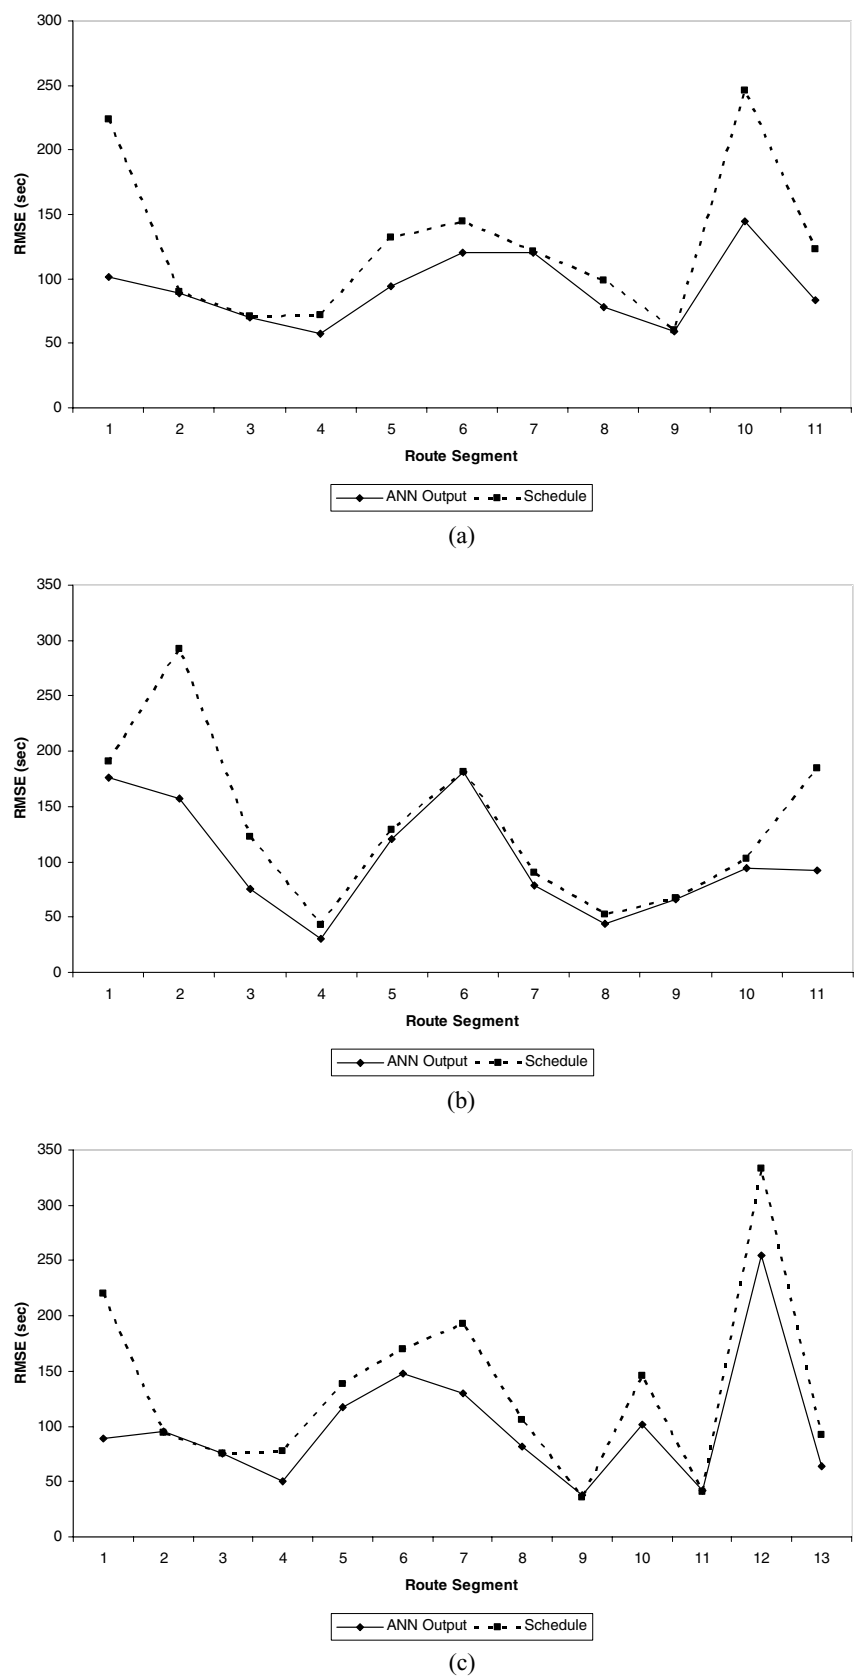 300
250
200
150
100
50
0
RMSE (sec)
1 2 3 4 5 6 7 8 9 10 11
Route Segment
ANN Output Schedule
(a)
350
300
250
200
150
100
50
0
RMSE (sec)
1 2 3 4 5 6 7 8 9 10 11
Route Segment
ANN Output Schedule
(b)
350
300
250
200
150
100
50
0
RMSE (sec)
1 2 3 4 5 6 7 8 9 10 11 12 13
Route Segment
ANN Output Schedule
(c)